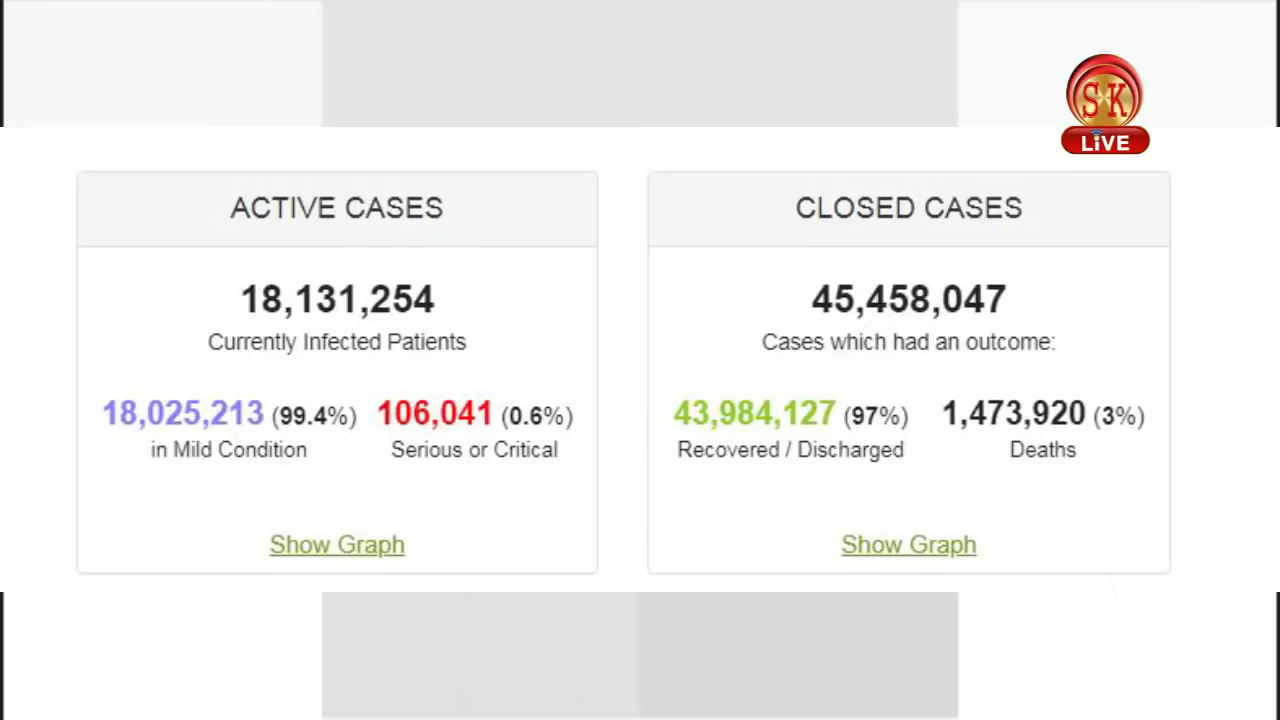 SK
LiVE
ACTIVE CASES
18,131,254
Currently Infected Patients
18,025,213 (99.4%) 106,041 (0.6%)
in Mild Condition Serious or Critical
Show Graph
CLOSED CASES
45,458,047
Cases which had an outcome:
43,984,127 (97%) 1,473,920 (3%)
Recovered / Discharged Deaths
Show Graph